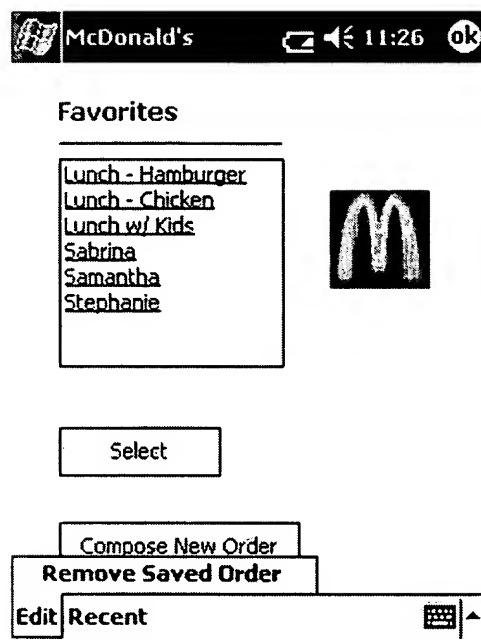 McDonald's 11:26 ok
Favorites
Lunch - Hamburger
Lunch - Chicken
Lunch w/ Kids
Sabrina
Samantha
Stephanie
Select
Compose New Order
Remove Saved Order
Edit Recent